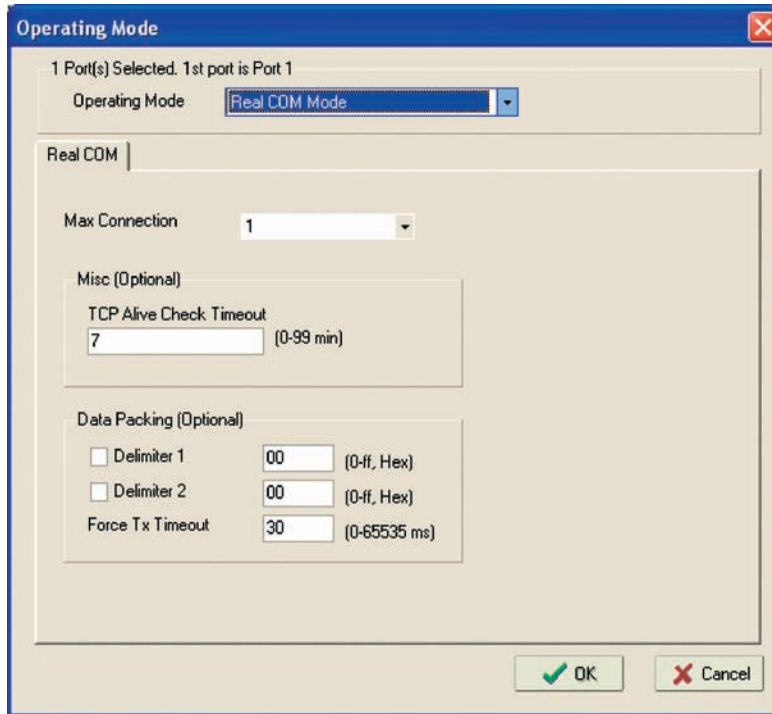 Operating Mode
1 Port(s) Selected. 1st port is Port 1
Operating Mode Real COM Mode
Real COM
Max Connection 1
Misc (Optional)
TCP Alive Check Timeout
7 (0-99 min)
Data Packing (Optional)
Delimiter 1 00 (0-ff, Hex)
Delimiter 2 00 (0-ff, Hex)
Force Tx Timeout 30 (0-65535 ms)
OK Cancel